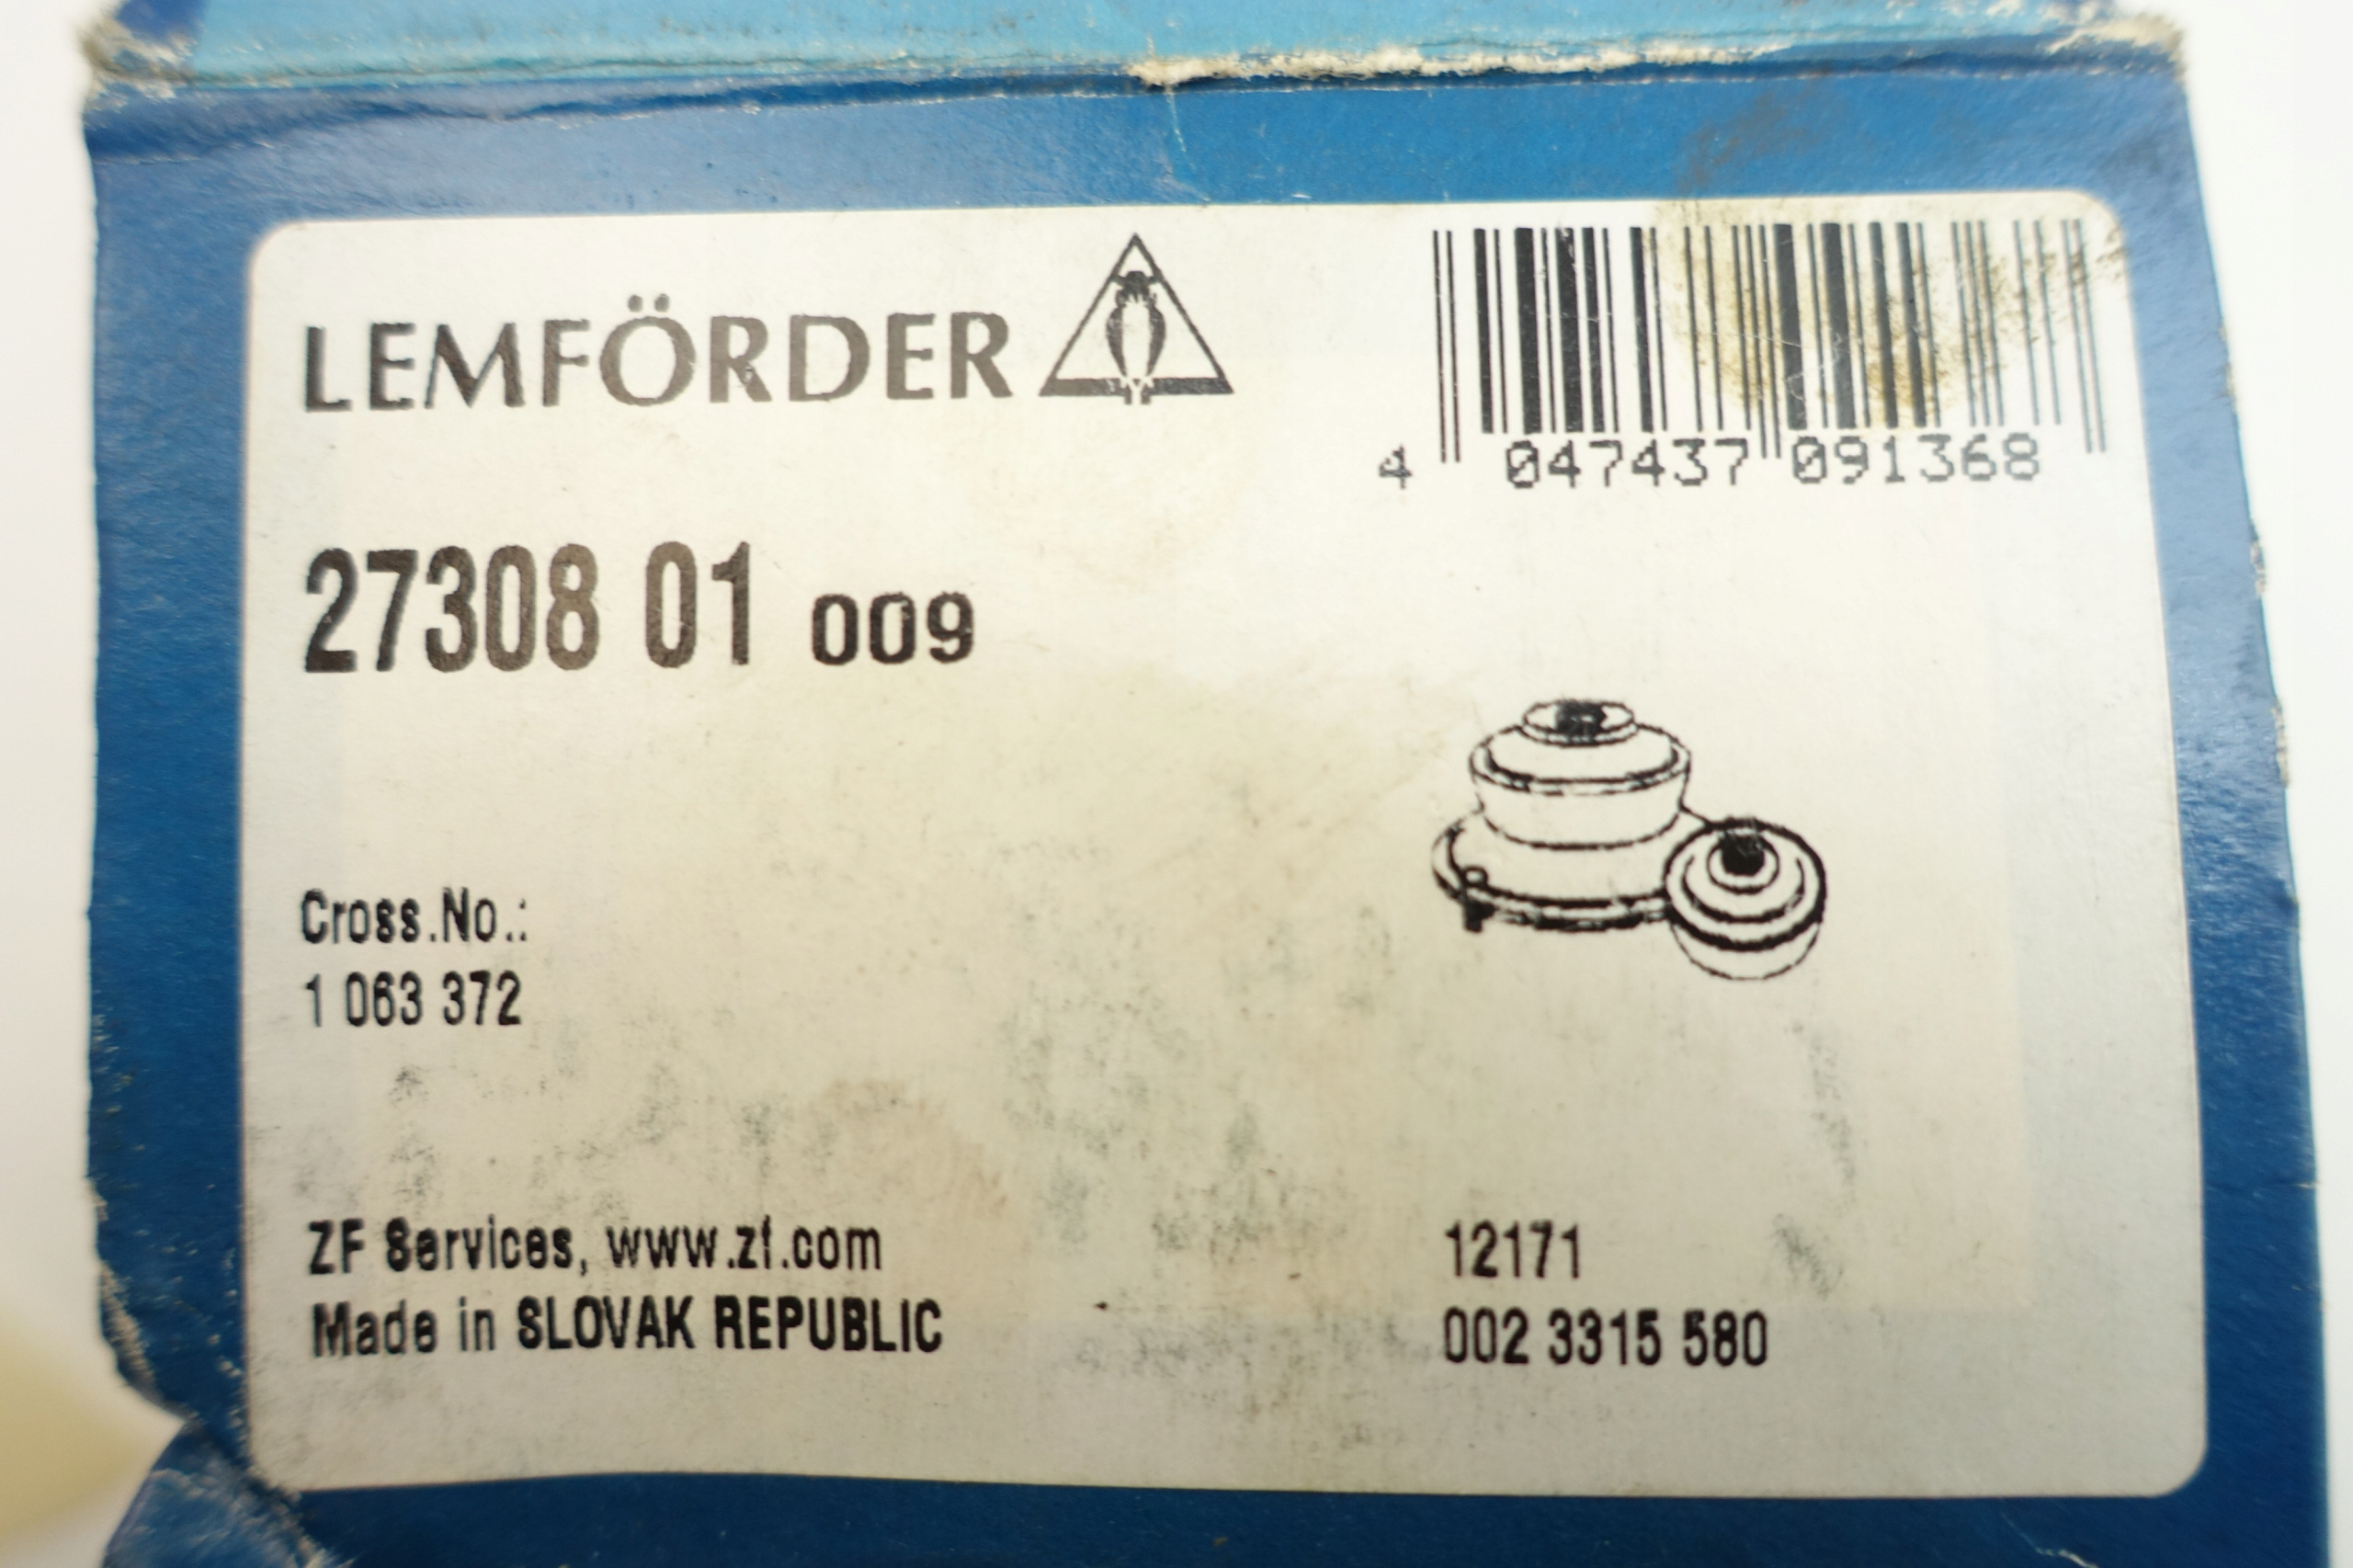 LEMFÖRDER
4 047437 091368
27308 01 009
Cross.No.:
1 063 372
ZF Services, www.zf.com
Made in SLOVAK REPUBLIC
12171
002 3315 580